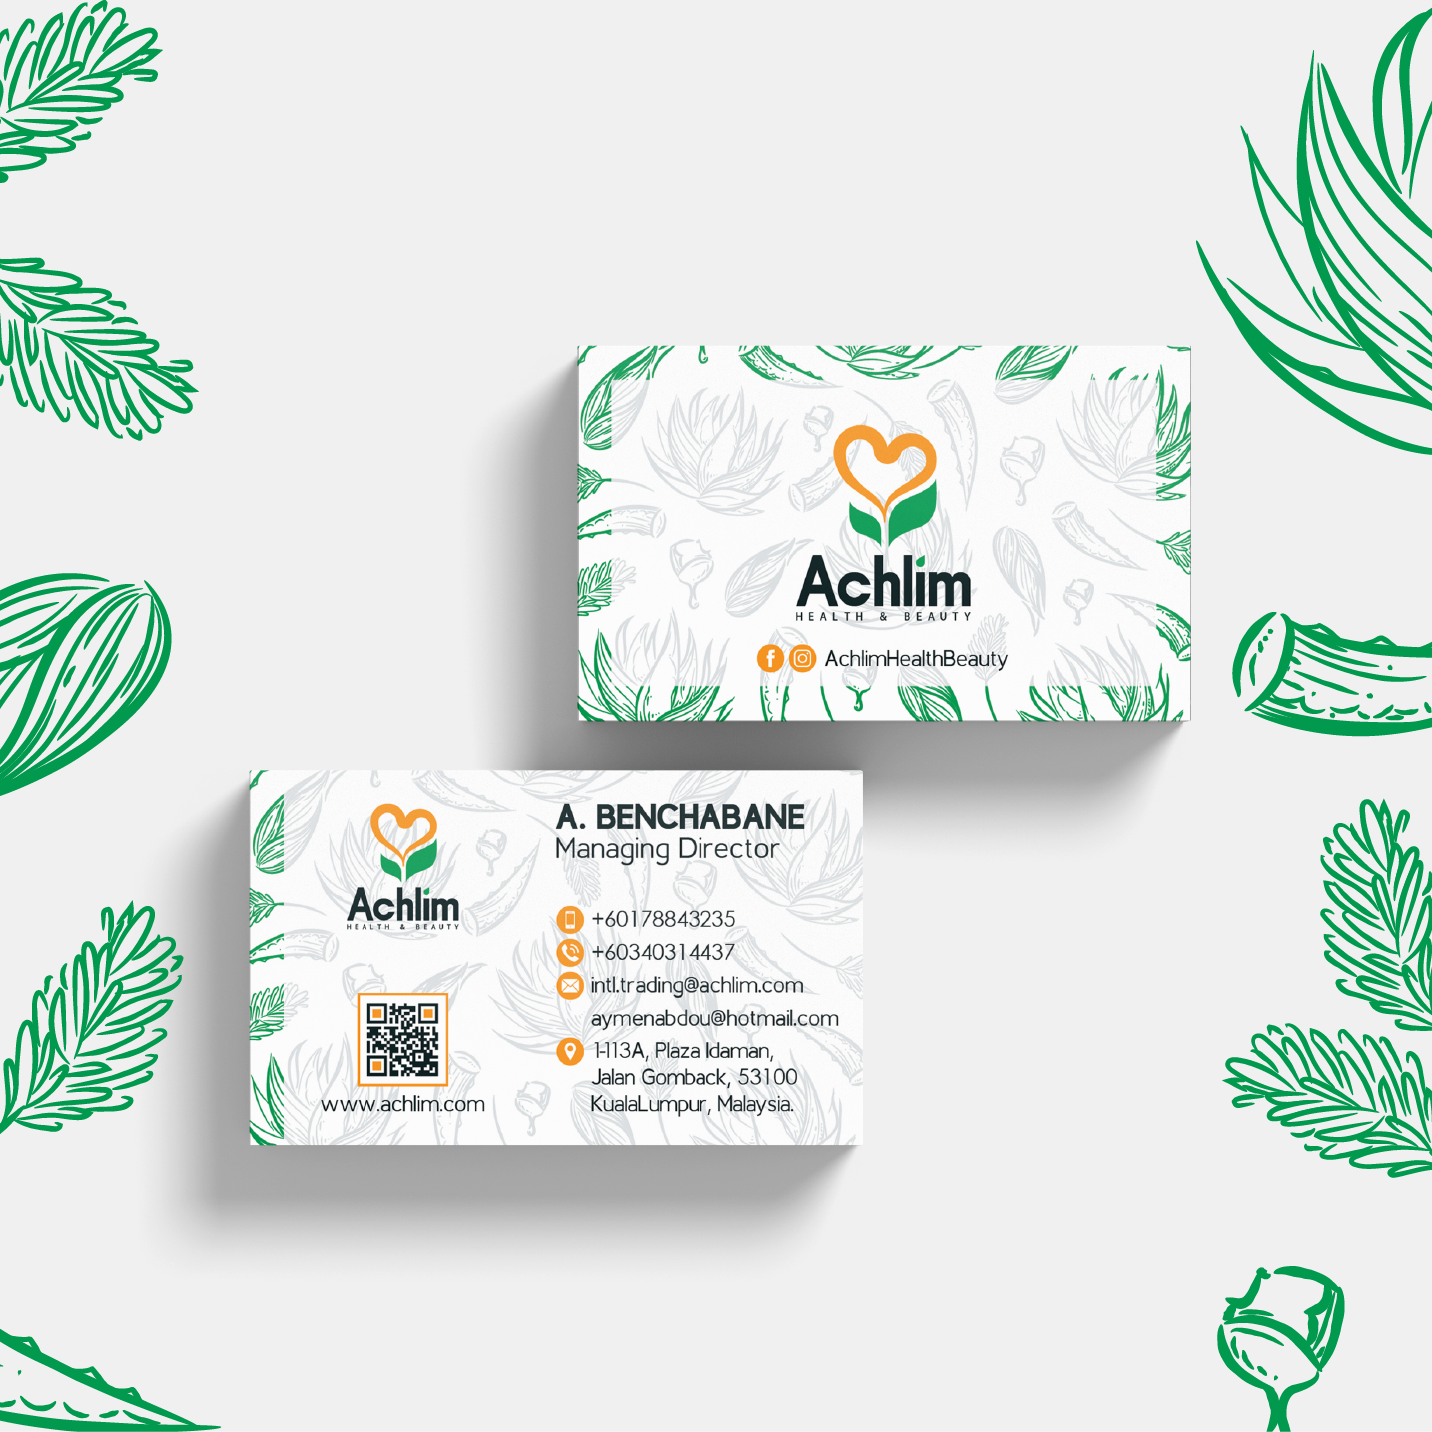 Achlim
HEALTH & BEAUTY
AchlimHealthBeauty
Achlim
HEALTH & BEAUTY
www.achlim.com
A. BENCHABANE
Managing Director
+60178843235
+60340314437
intl.trading@achlim.com
aymenabdou@hotmail.com
1-113A, Plaza Idaman,
Jalan Gomback, 53100
KualaLumpur, Malaysia.